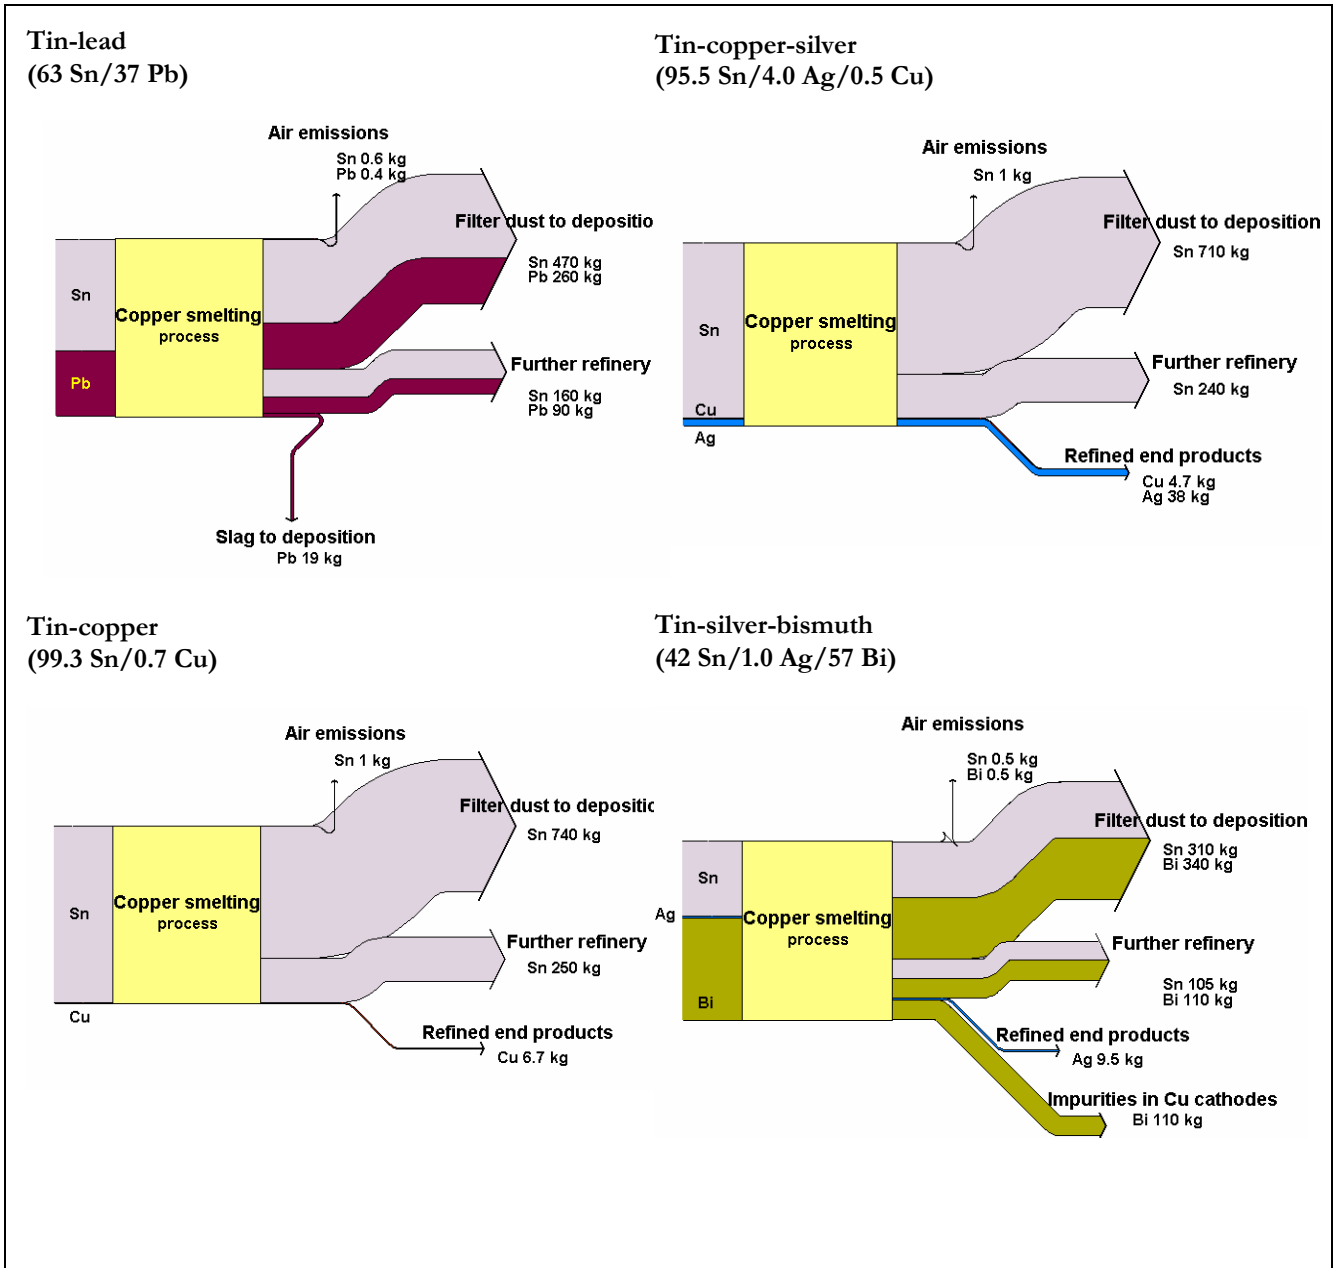 Tin-lead
(63 Sn/37 Pb)
Air emissions
Sn 0.6 kg
Pb 0.4 kg
Filter dust to depositio
Sn 470 kg
Pb 260 kg
Sn
Pb
Copper smelting
process
Further refinery
Sn 160 kg
Pb 90 kg
Slag to deposition
Pb 19 kg
Tin-copper-silver
(95.5 Sn/4.0 Ag/0.5 Cu)
Air emissions
Sn 1 kg
Filter dust to deposition
Sn 710 kg
Sn
Cu
Ag
Copper smelting
process
Further refinery
Sn 240 kg
Refined end products
Cu 4.7 kg
Ag 38 kg
Tin-copper
(99.3 Sn/0.7 Cu)
Air emissions
Sn 1 kg
Filter dust to depositic
Sn 740 kg
Sn
Cu
Copper smelting
process
Further refinery
Sn 250 kg
Refined end products
Cu 6.7 kg
Tin-silver-bismuth
(42 Sn/1.0 Ag/57 Bi)
Air emissions
Sn 0.5 kg
Bi 0.5 kg
Filter dust to deposition
Sn 310 kg
Bi 340 kg
Sn
Ag
Bi
Copper smelting
process
Further refinery
Sn 105 kg
Bi 110 kg
Refined end products
Ag 9.5 kg
Impurities in Cu cathodes
Bi 110 kg